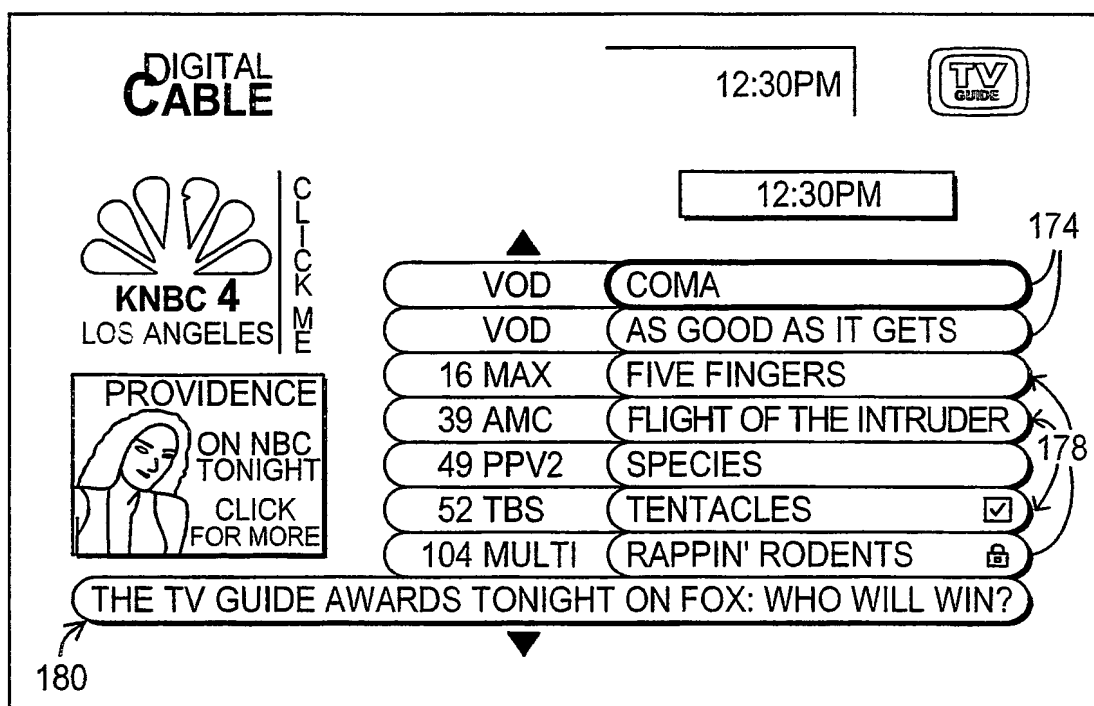 DIGITAL
CABLE
12:30PM
TV
GUIDE
12:30PM
CLICK ME
KNBC 4
LOS ANGELES
174
VOD COMA
VOD AS GOOD AS IT GETS
16 MAX FIVE FINGERS
39 AMC FLIGHT OF THE INTRUDER
49 PPV2 SPECIES
52 TBS TENTACLES
104 MULTI RAPPIN' RODENTS
178
PROVIDENCE
ON NBC
TONIGHT
CLICK
FOR MORE
THE TV GUIDE AWARDS TONIGHT ON FOX: WHO WILL WIN?
180